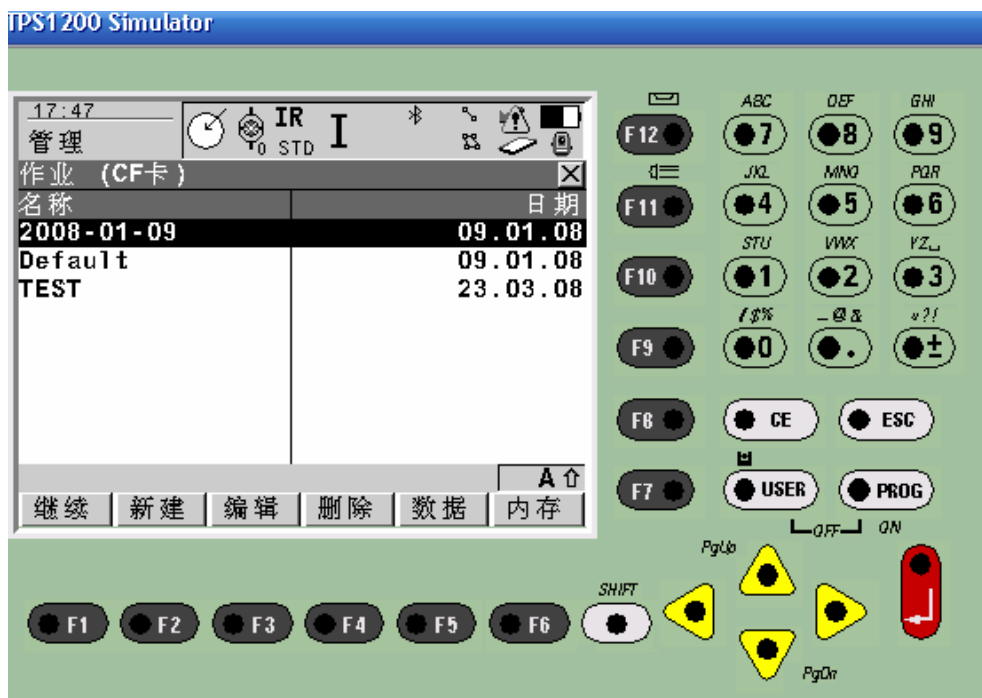 TPS1200 Simulator
17:47
管理
IR
STD
I
作业 (CF卡)
名称 日期
2008-01-09 09.01.08
Default 09.01.08
TEST 23.03.08
A
继续 新建 编辑 删除 数据 内存
F12
ABC DEF GHI
7 8 9
F11
JKL MNO PQR
4 5 6
F10
STU VWX YZ
1 2 3
F9
/$% _@& *?!
0 . ±
F8 CE ESC
F7 USER PROG
OFF ON
PgUp
SHIFT
F1 F2 F3 F4 F5 F6
PgDn